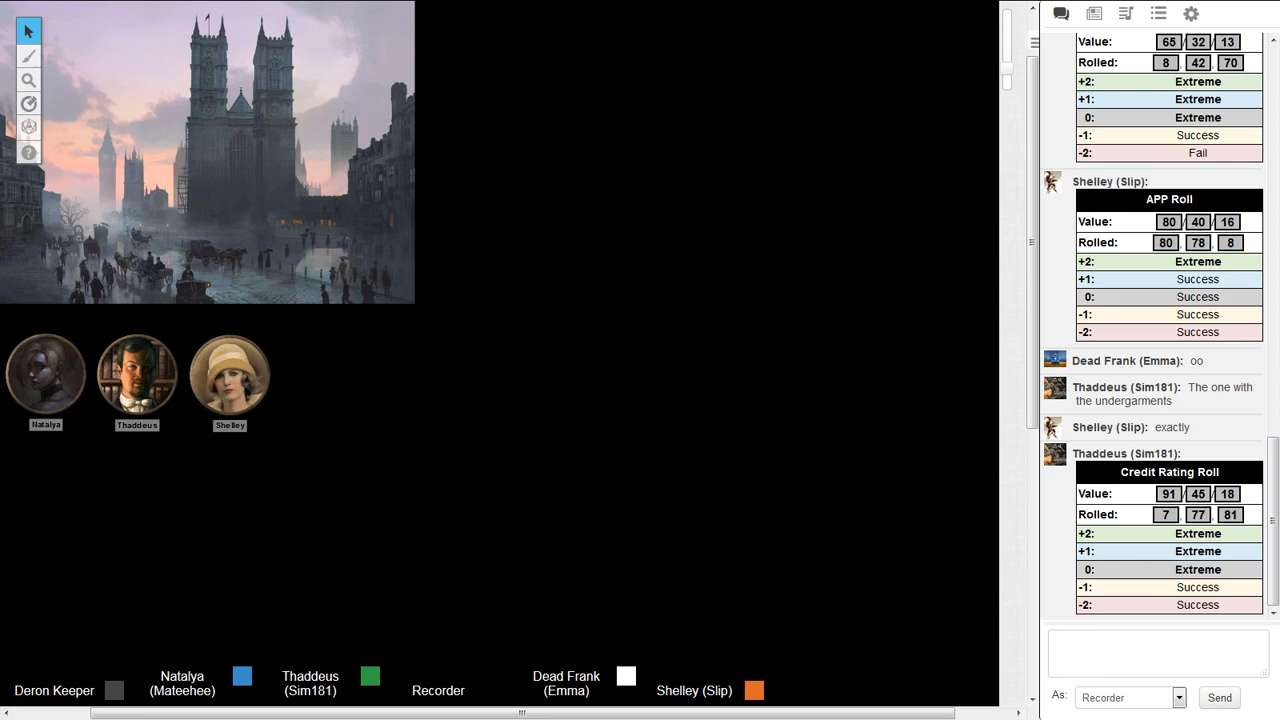 Value: 65 / 32 / 13
Rolled: 8, 42, 70
+2: Extreme
+1: Extreme
0: Extreme
-1: Success
-2: Fail
Shelley (Slip):
APP Roll
Value: 80 / 40 / 16
Rolled: 80, 78, 8
+2: Extreme
+1: Success
0: Success
-1: Success
-2: Success
Dead Frank (Emma): oo
Thaddeus (Sim181): The one with
the undergarments
Shelley (Slip): exactly
Thaddeus (Sim181):
Credit Rating Roll
Value: 91 / 45 / 18
Rolled: 7, 77, 81
+2: Extreme
+1: Extreme
0: Extreme
-1: Success
-2: Success
As: Recorder Send
Natalya
Thaddeus
Shelley
Deron Keeper
Natalya
(Mateehee)
Thaddeus
(Sim181)
Recorder
Dead Frank
(Emma)
Shelley (Slip)